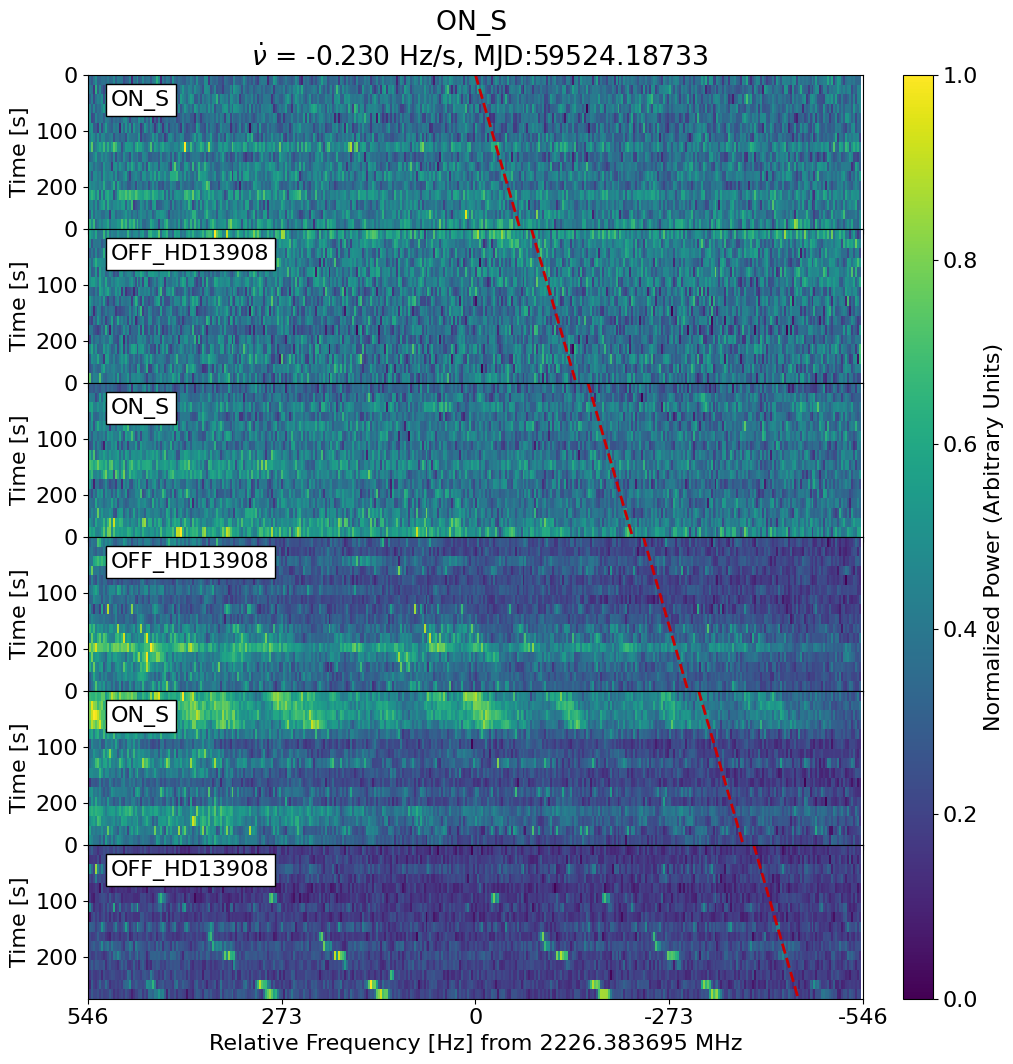 ON_S
ν̇ = -0.230 Hz/s, MJD:59524.18733
0
100
200
Time [s]
ON_S
0
100
200
Time [s]
OFF_HD13908
0
100
200
Time [s]
ON_S
0
100
200
Time [s]
OFF_HD13908
0
100
200
Time [s]
ON_S
0
100
200
Time [s]
OFF_HD13908
546 273 0 -273 -546
Relative Frequency [Hz] from 2226.383695 MHz
1.0
0.8
0.6
0.4
0.2
0.0
Normalized Power (Arbitrary Units)